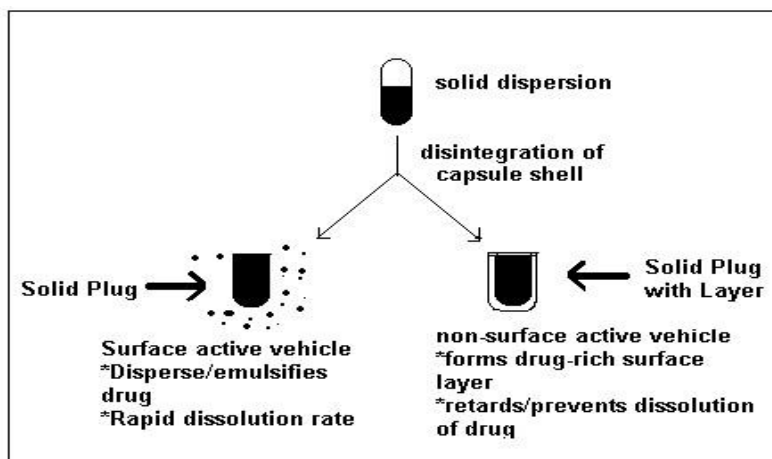 solid dispersion
disintegration of
capsule shell
Solid Plug
Solid Plug
with Layer
Surface active vehicle
*Disperse/emulsifies
drug
*Rapid dissolution rate
non-surface active vehicle
*forms drug-rich surface
layer
*retards/prevents dissolution
of drug